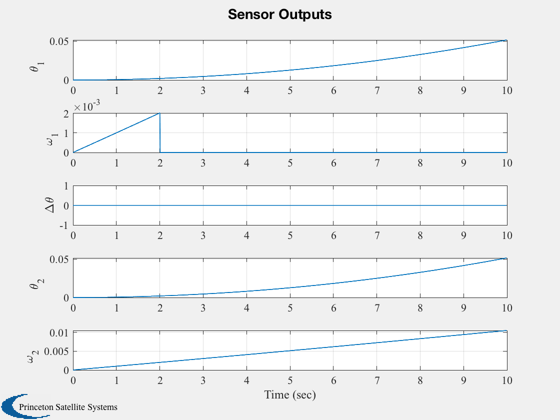 Sensor Outputs
0.05
θ1
0
0 1 2 3 4 5 6 7 8 9 10
×10-3
2
ω1
1
0
0 1 2 3 4 5 6 7 8 9 10
1
Δθ
0
-1
0 1 2 3 4 5 6 7 8 9 10
0.05
θ2
0
0 1 2 3 4 5 6 7 8 9 10
0.01
ω2
0.005
0
0 1 2 3 4 5 6 7 8 9 10
Time (sec)
Princeton Satellite Systems